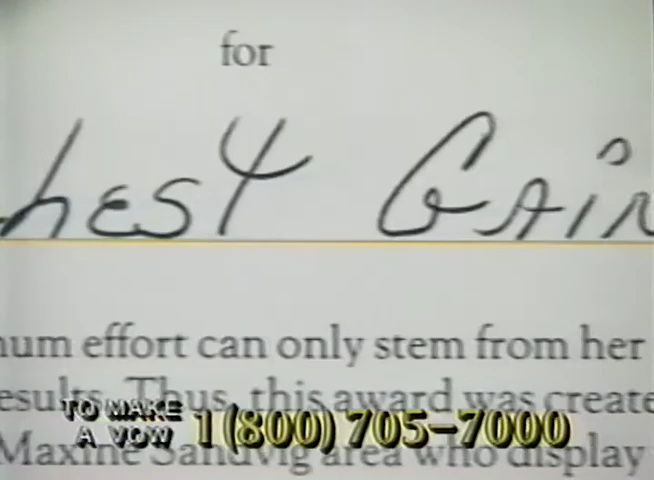 for
hest Gain
num effort can only stem from her
esults. Thus, this award was create
TO MAKE
A VOW 1 (800) 705-7000
Maxine Sandvig area who display